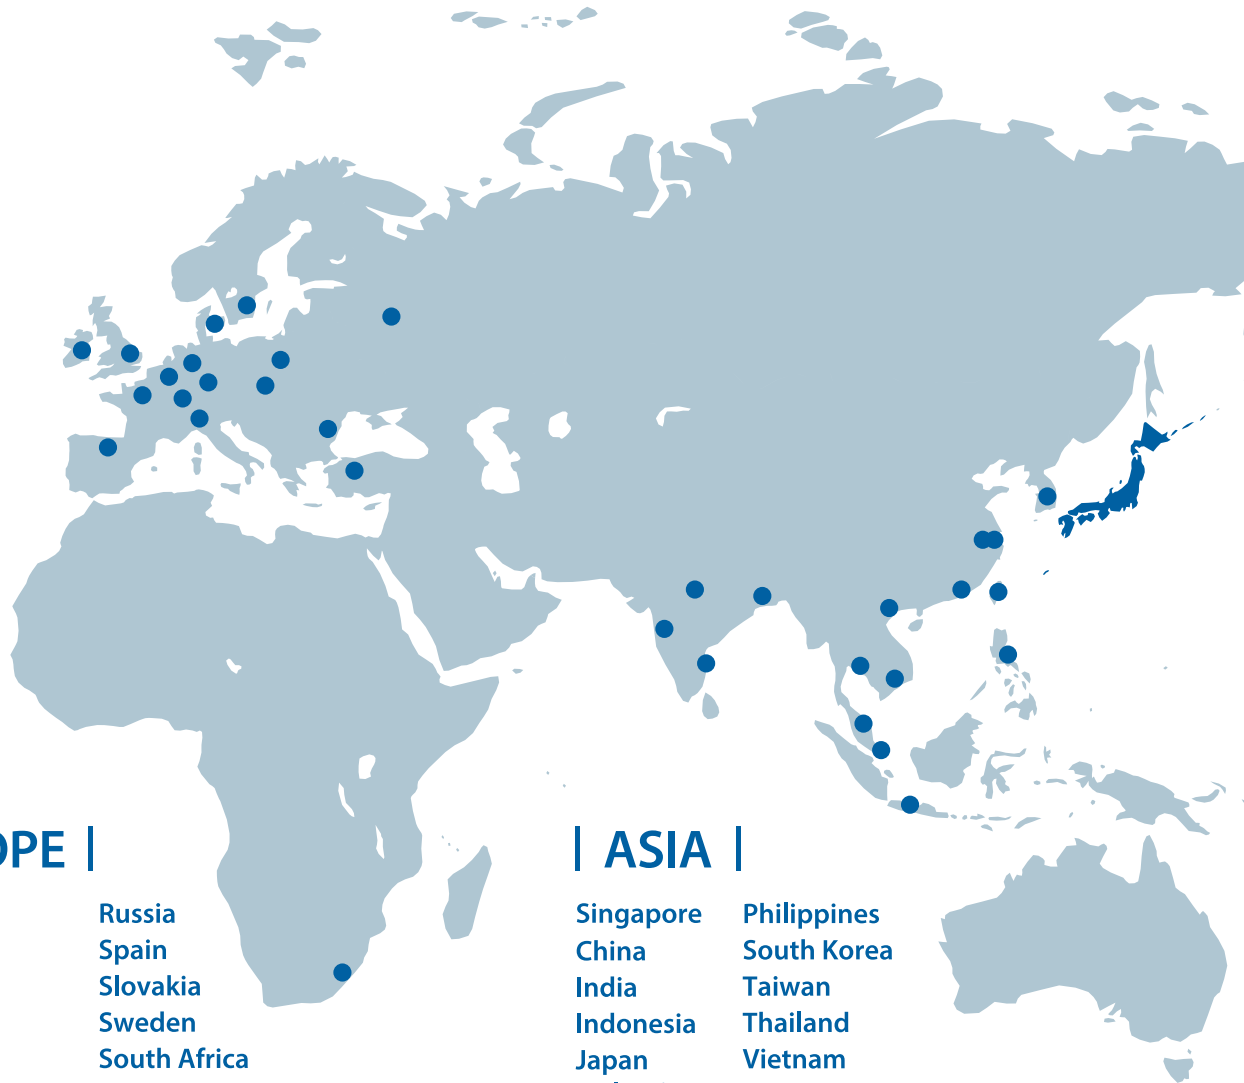 OPE |
Russia
Spain
Slovakia
Sweden
South Africa
| ASIA |
Singapore
China
India
Indonesia
Japan
Philippines
South Korea
Taiwan
Thailand
Vietnam